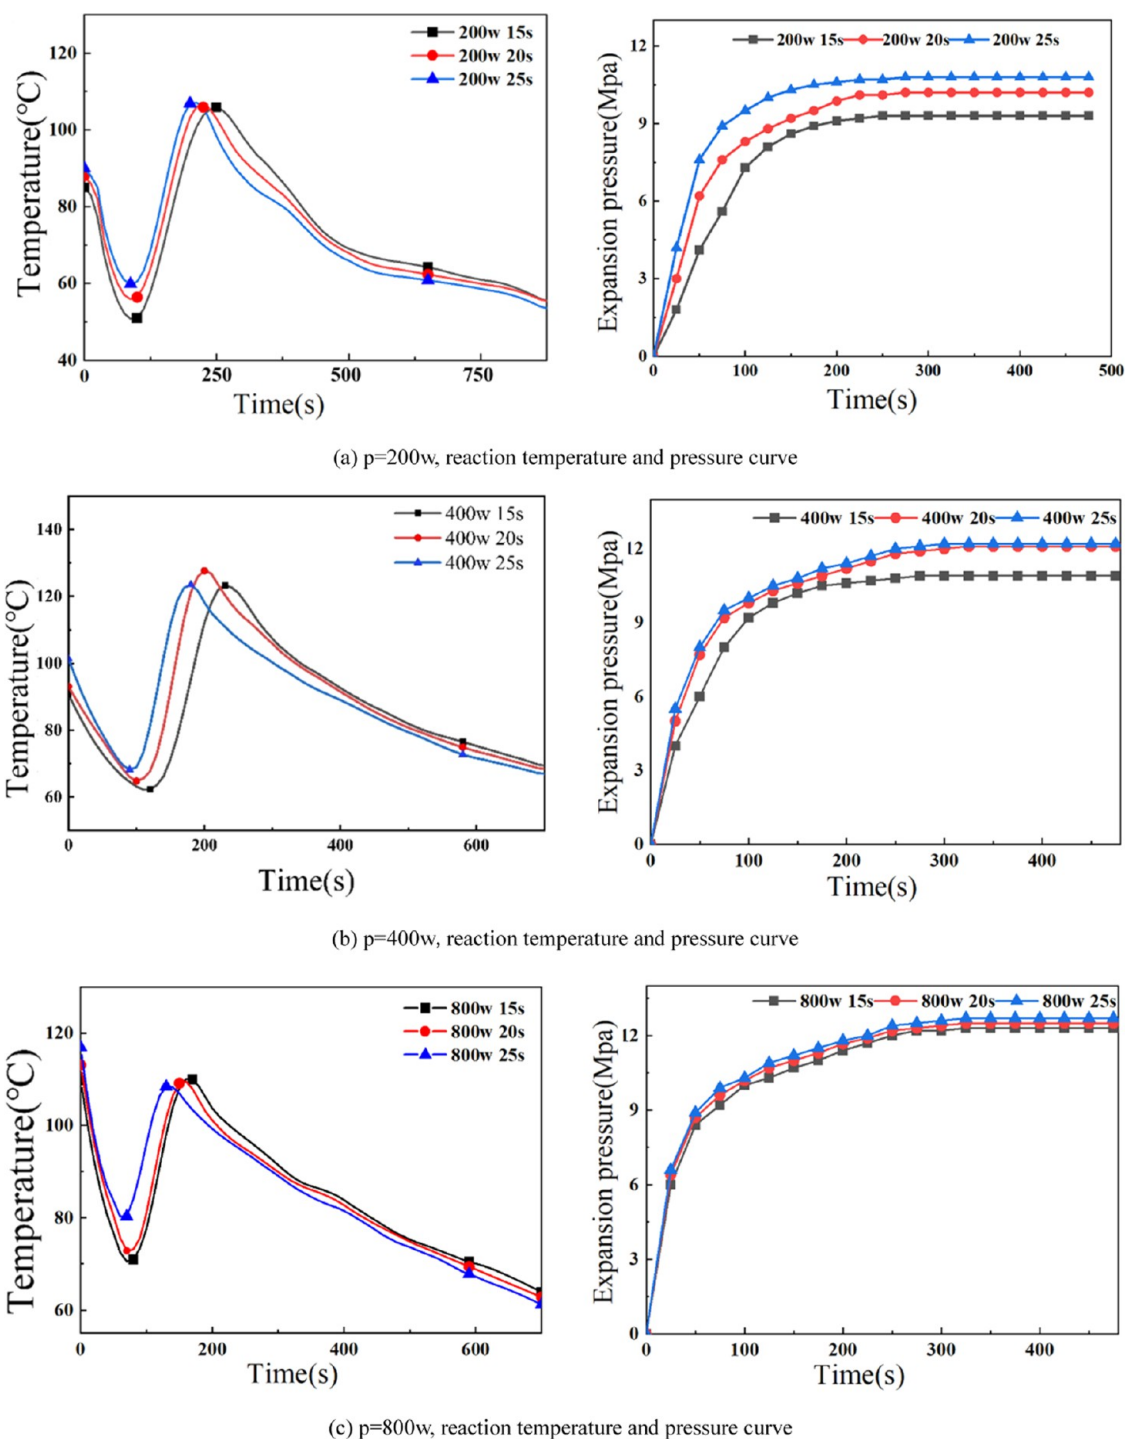 200w 15s
200w 20s
200w 25s
Temperature(°C)
120
100
80
60
40
0
250
500
750
Time(s)
200w 15s 200w 20s 200w 25s
Expansion pressure(Mpa)
12
9
6
3
0
0
100
200
300
400
500
Time(s)
(a) p=200w, reaction temperature and pressure curve
400w 15s
400w 20s
400w 25s
Temperature(°C)
140
120
100
80
60
0
200
400
600
Time(s)
400w 15s 400w 20s 400w 25s
Expansion pressure(Mpa)
12
9
6
3
0
0
100
200
300
400
Time(s)
(b) p=400w, reaction temperature and pressure curve
800w 15s
800w 20s
800w 25s
Temperature(°C)
120
100
80
60
0
200
400
600
Time(s)
800w 15s 800w 20s 800w 25s
Expansion pressure(Mpa)
12
9
6
3
0
0
100
200
300
400
Time(s)
(c) p=800w, reaction temperature and pressure curve